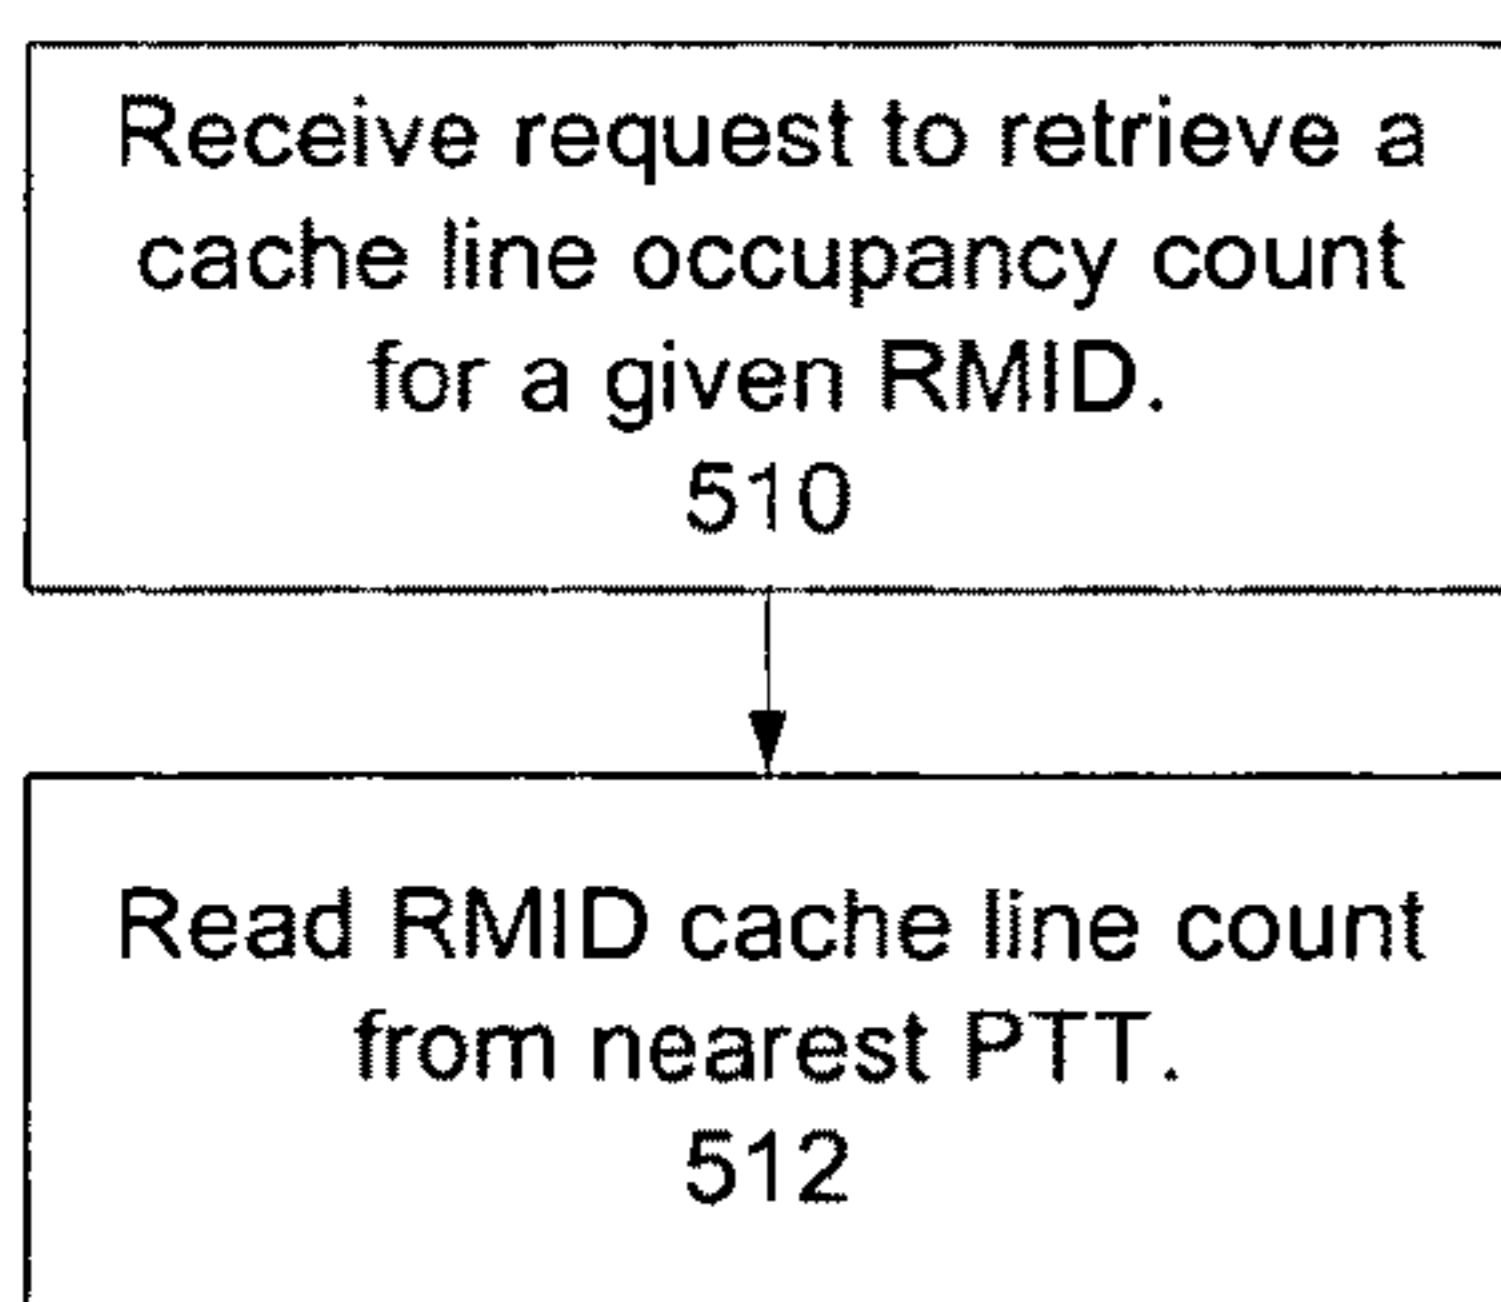 Receive request to retrieve a
cache line occupancy count
for a given RMID.
510
Read RMID cache line count
from nearest PTT.
512